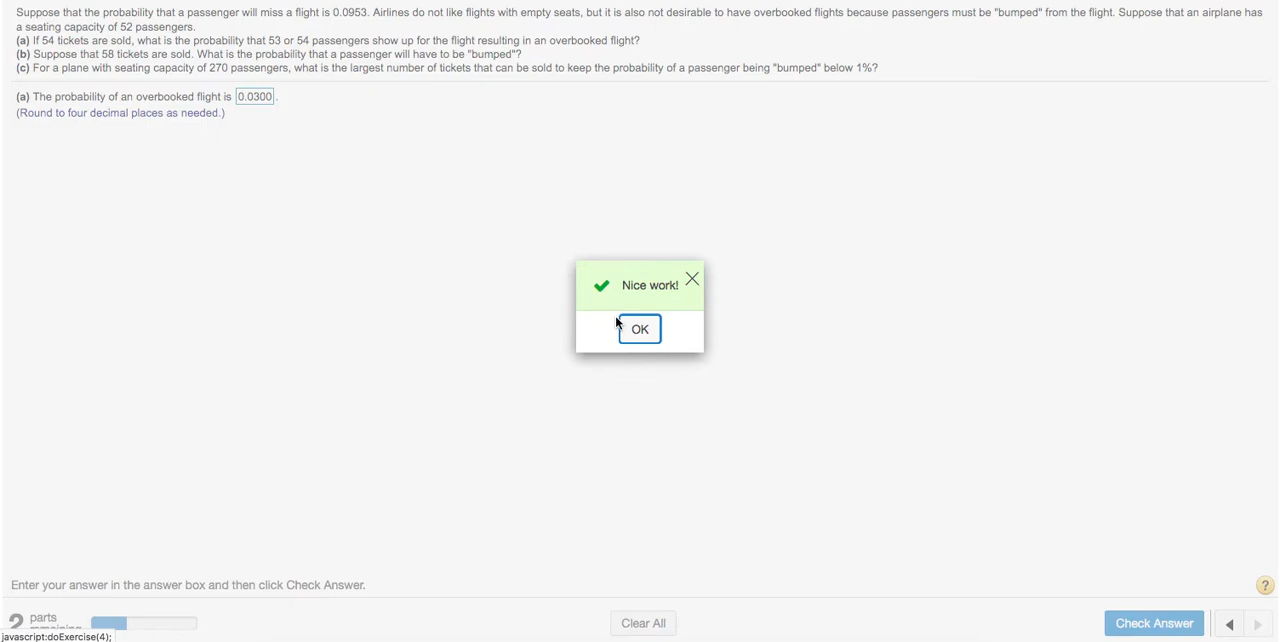 Suppose that the probability that a passenger will miss a flight is 0.0953. Airlines do not like flights with empty seats, but it is also not desirable to have overbooked flights because passengers must be "bumped" from the flight. Suppose that an airplane has
a seating capacity of 52 passengers.
(a) If 54 tickets are sold, what is the probability that 53 or 54 passengers show up for the flight resulting in an overbooked flight?
(b) Suppose that 58 tickets are sold. What is the probability that a passenger will have to be "bumped"?
(c) For a plane with seating capacity of 270 passengers, what is the largest number of tickets that can be sold to keep the probability of a passenger being "bumped" below 1%?
(a) The probability of an overbooked flight is 0.0300.
(Round to four decimal places as needed.)
Nice work!
OK
Enter your answer in the answer box and then click Check Answer.
?
2 parts
remaining
Clear All
Check Answer
javascript:doExercise(4);